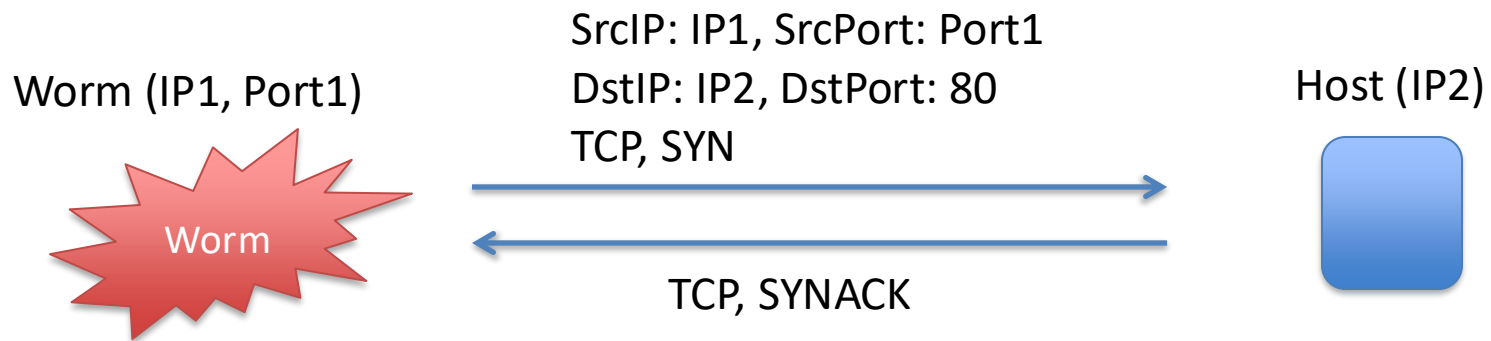 SrcIP: IP1, SrcPort: Port1
Worm (IP1, Port1)
DstIP: IP2, DstPort: 80
Host (IP2)
TCP, SYN
Worm
TCP, SYNACK